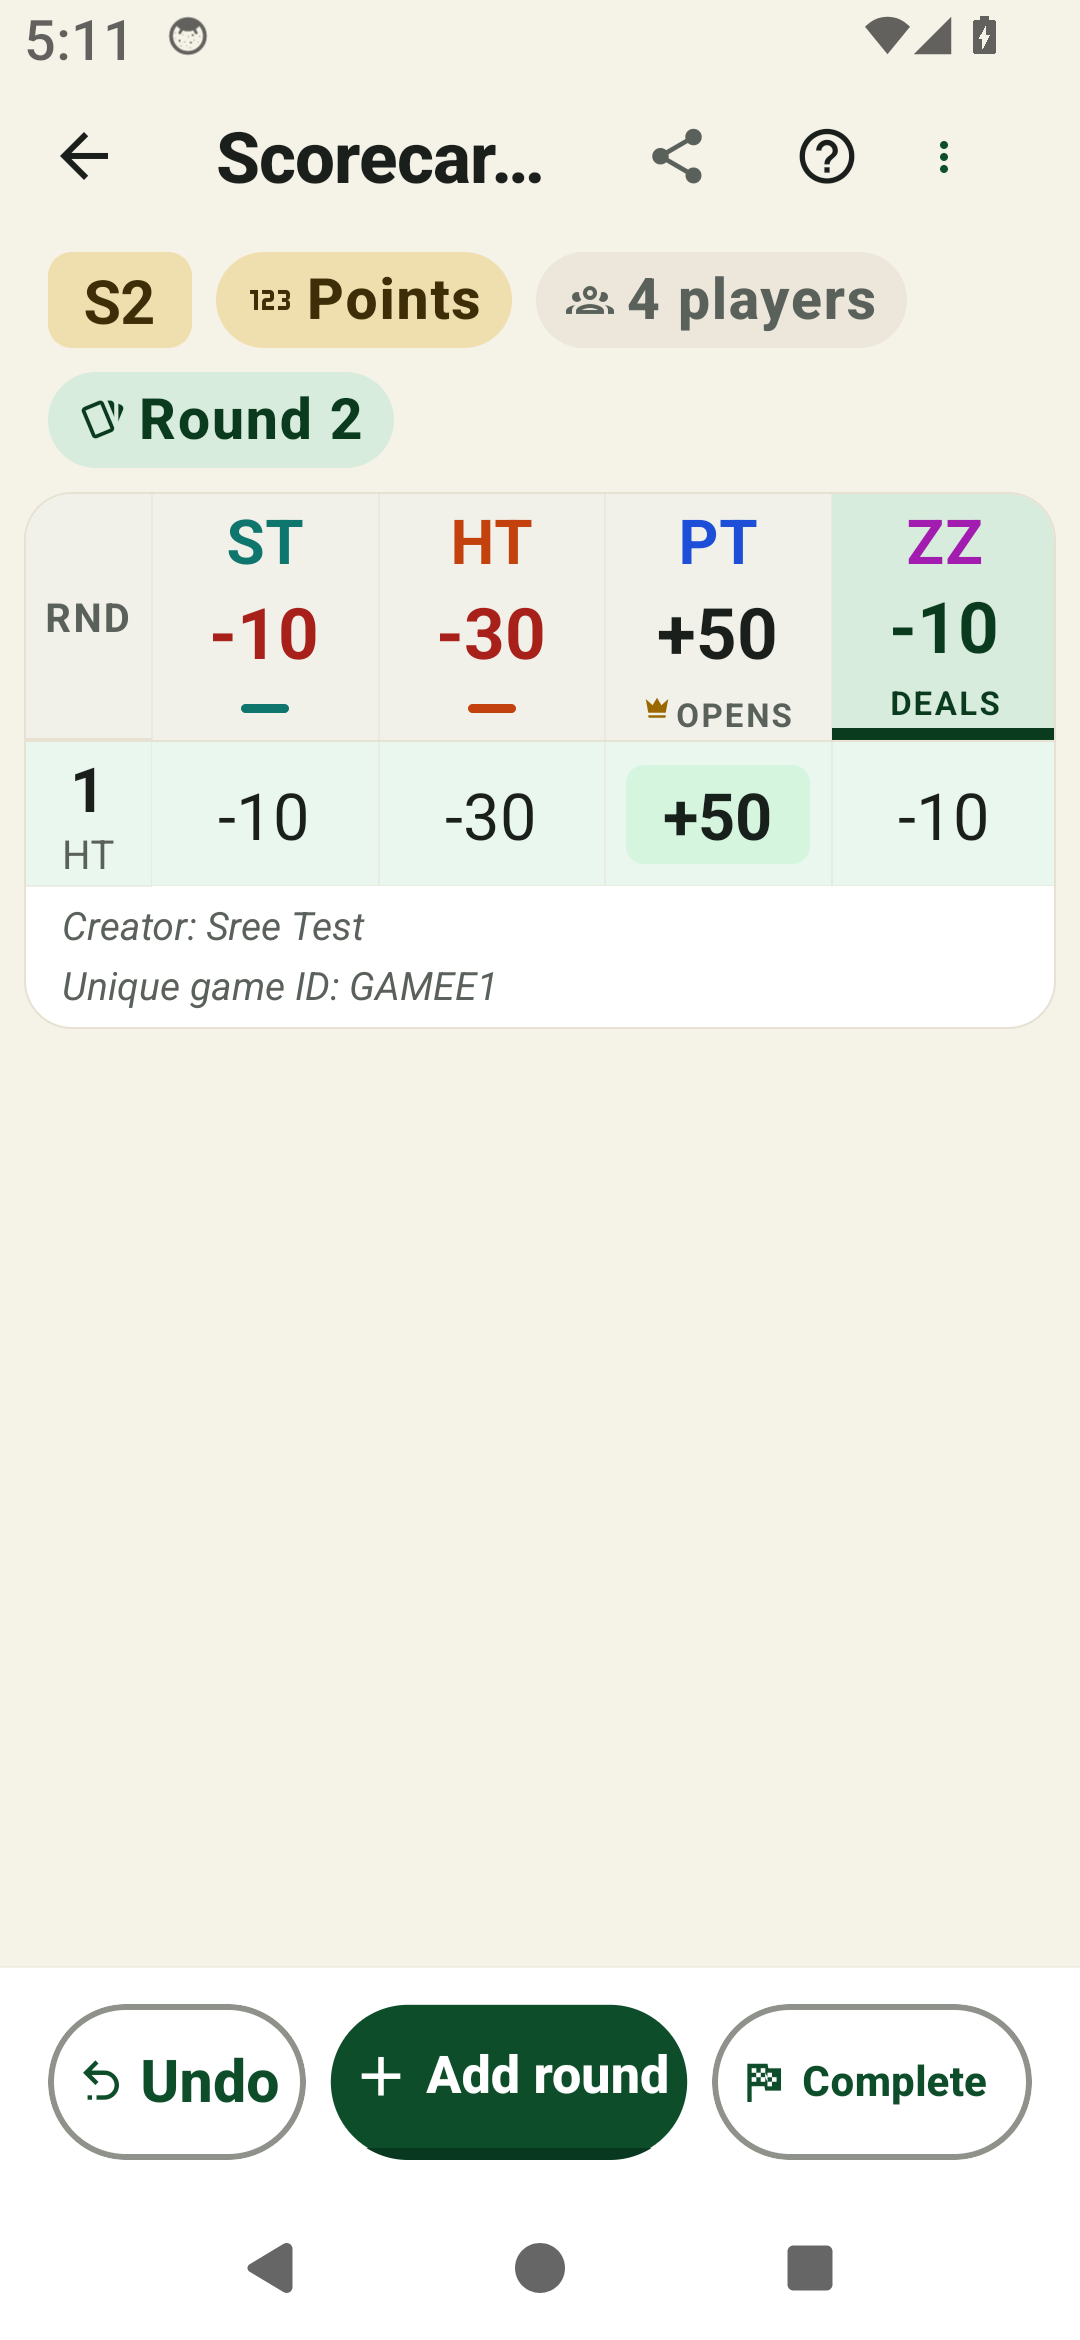 5:11
Scorecar...
S2
123 Points
4 players
Round 2
RND ST HT PT ZZ
-10 -30 +50 -10
OPENS DEALS
1 -10 -30 +50 -10
HT
Creator: Sree Test
Unique game ID: GAMEE1
Undo + Add round Complete